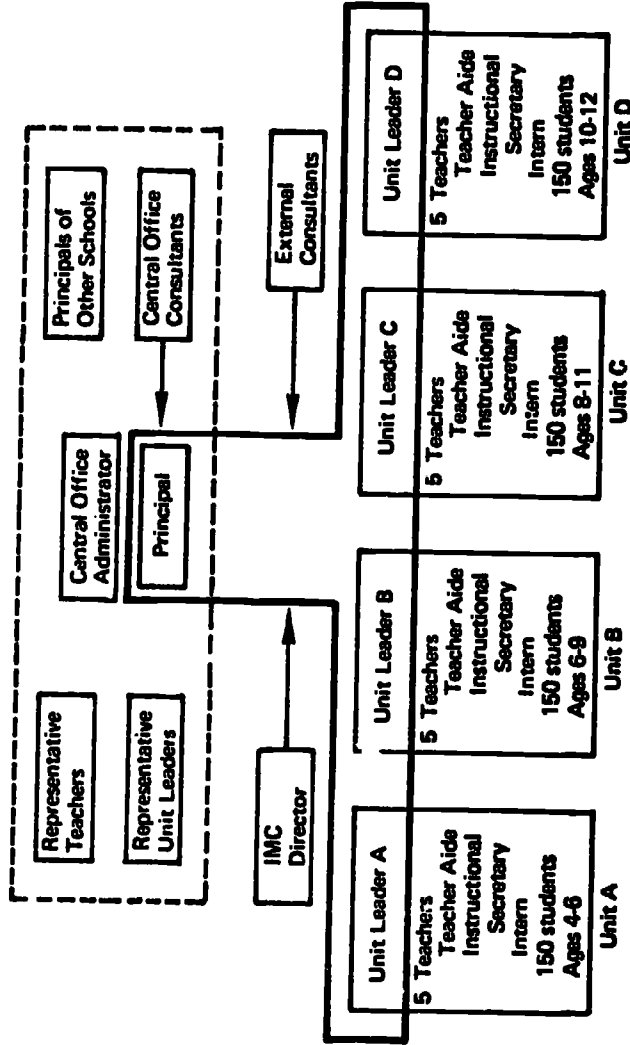 Representative
Teachers
Central Office
Administrator
Principals of
Other Schools
Representative
Unit Leaders
Principal
Central Office
Consultants
IMC
Director
External
Consultants
Unit Leader A
5 Teachers
Teacher Aide
Instructional
Secretary
Intern
150 students
Ages 4-6
Unit A
Unit Leader B
5 Teachers
Teacher Aide
Instructional
Secretary
Intern
150 students
Ages 6-9
Unit B
Unit Leader C
5 Teachers
Teacher Aide
Instructional
Secretary
Intern
150 students
Ages 8-11
Unit C
Unit Leader D
5 Teachers
Teacher Aide
Instructional
Secretary
Intern
150 students
Ages 10-12
Unit D